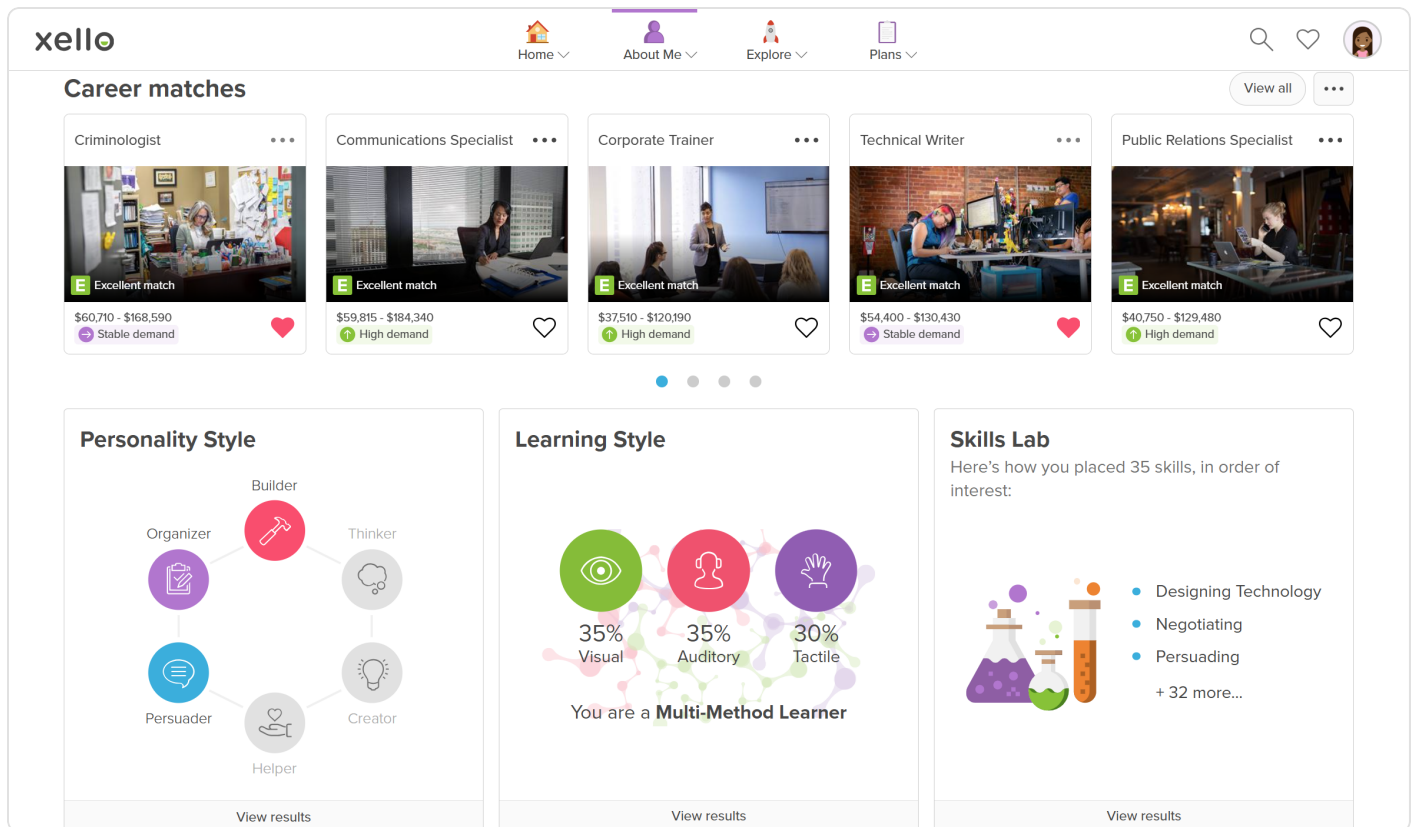 xello
Home
About Me
Explore
Plans
Career matches
View all
Criminologist
Communications Specialist
Corporate Trainer
Technical Writer
Public Relations Specialist
E Excellent match
E Excellent match
E Excellent match
E Excellent match
E Excellent match
$60,710 - $168,590
$59,815 - $184,340
$37,510 - $120,190
$54,400 - $130,430
$40,750 - $129,480
Stable demand
High demand
High demand
Stable demand
High demand
Personality Style
Builder
Organizer
Thinker
Persuader
Creator
Helper
View results
Learning Style
35%
Visual
35%
Auditory
30%
Tactile
You are a Multi-Method Learner
View results
Skills Lab
Here's how you placed 35 skills, in order of
interest:
Designing Technology
Negotiating
Persuading
+ 32 more...
View results